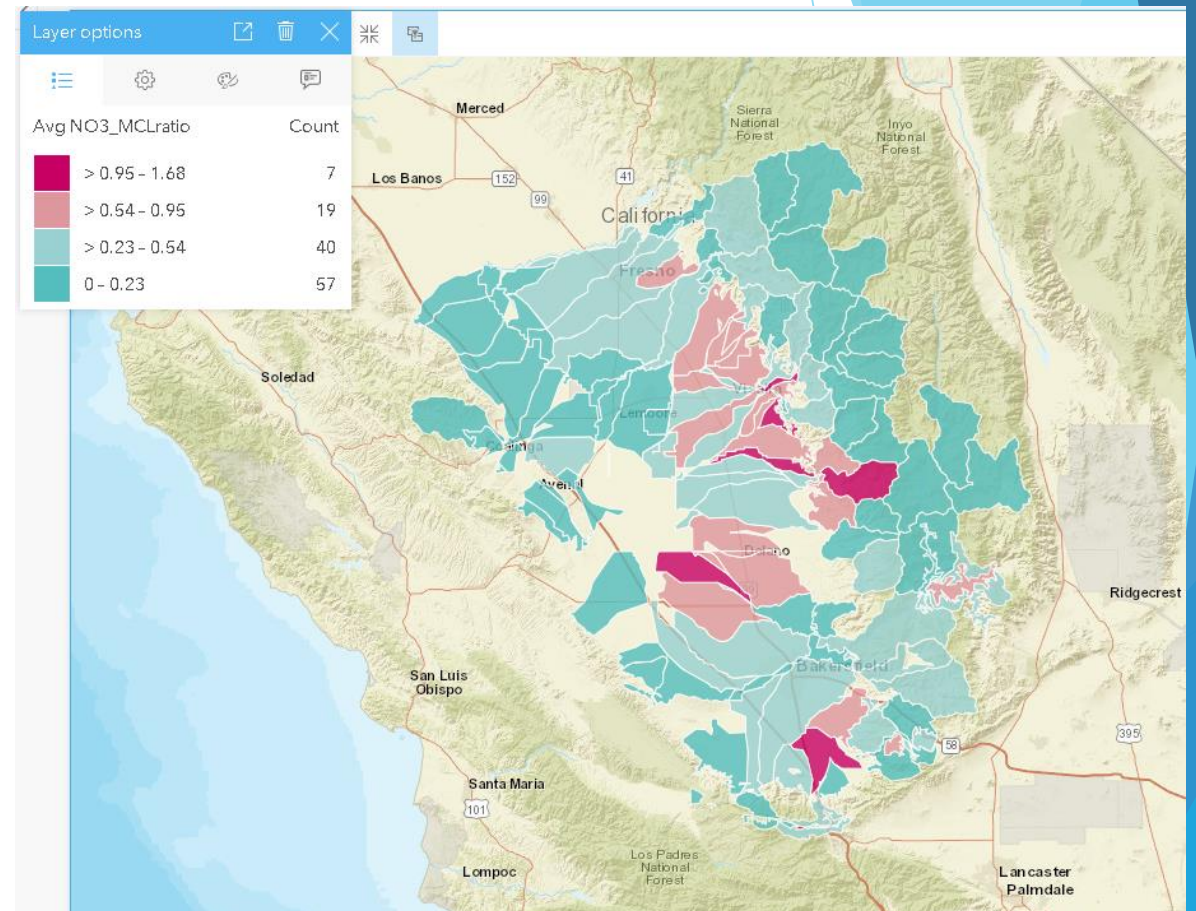 Layer options
Avg NO3_MCLratio Count
> 0.95 - 1.68 7
> 0.54 - 0.95 19
> 0.23 - 0.54 40
0 - 0.23 57
Merced
Sierra
National
Forest
Inyo
National
Forest
Los Banos
152
41
99
California
Fresno
Soledad
Lemoore
Avenal
Delano
Ridgecrest
Bakersfield
San Luis
Obispo
395
58
Santa Maria
101
Los Padres
National
Forest
Lompoc
Lancaster
Palmdale